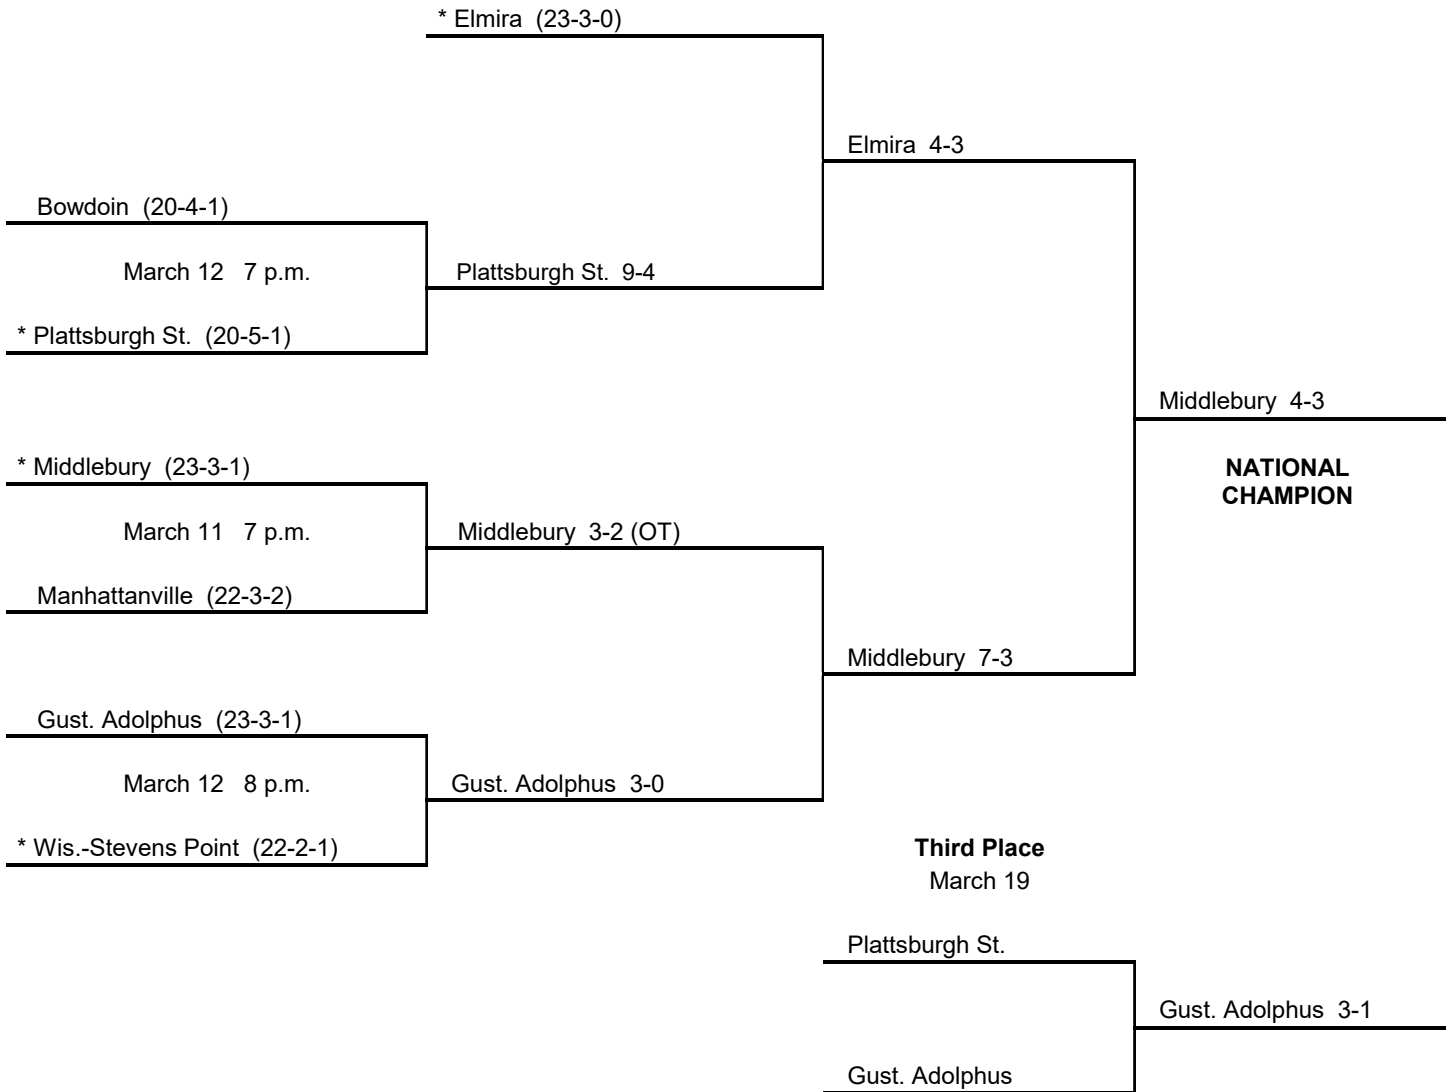 * Elmira (23-3-0)
Elmira 4-3
Bowdoin (20-4-1)
March 12 7 p.m.
Plattsburgh St. 9-4
* Plattsburgh St. (20-5-1)
Middlebury 4-3
* Middlebury (23-3-1)
NATIONAL
CHAMPION
March 11 7 p.m.
Middlebury 3-2 (OT)
Manhattanville (22-3-2)
Middlebury 7-3
Gust. Adolphus (23-3-1)
March 12 8 p.m.
Gust. Adolphus 3-0
* Wis.-Stevens Point (22-2-1)
Third Place
March 19
Plattsburgh St.
Gust. Adolphus 3-1
Gust. Adolphus